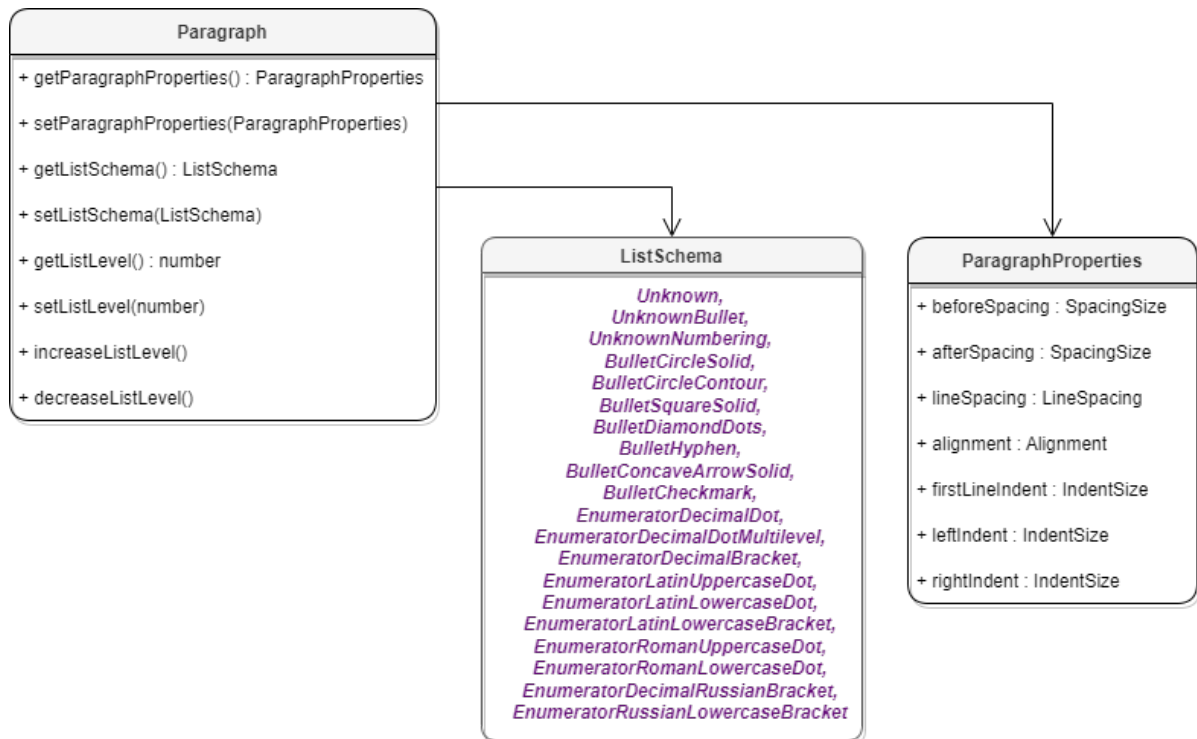 Paragraph
+ getParagraphProperties() : ParagraphProperties
+ setParagraphProperties(ParagraphProperties)
+ getListSchema() : ListSchema
+ setListSchema(ListSchema)
+ getListLevel() : number
+ setListLevel(number)
+ increaseListLevel()
+ decreaseListLevel()
ListSchema
Unknown,
UnknownBullet,
UnknownNumbering,
BulletCircleSolid,
BulletCircleContour,
BulletSquareSolid,
BulletDiamondDots,
BulletHyphen,
BulletConcaveArrowSolid,
BulletCheckmark,
EnumeratorDecimalDot,
EnumeratorDecimalDotMultilevel,
EnumeratorDecimalBracket,
EnumeratorLatinUppercaseDot,
EnumeratorLatinLowercaseDot,
EnumeratorLatinLowercaseBracket,
EnumeratorRomanUppercaseDot,
EnumeratorRomanLowercaseDot,
EnumeratorDecimalRussianBracket,
EnumeratorRussianLowercaseBracket
ParagraphProperties
+ beforeSpacing : SpacingSize
+ afterSpacing : SpacingSize
+ lineSpacing : LineSpacing
+ alignment : Alignment
+ firstLineIndent : IndentSize
+ leftIndent : IndentSize
+ rightIndent : IndentSize